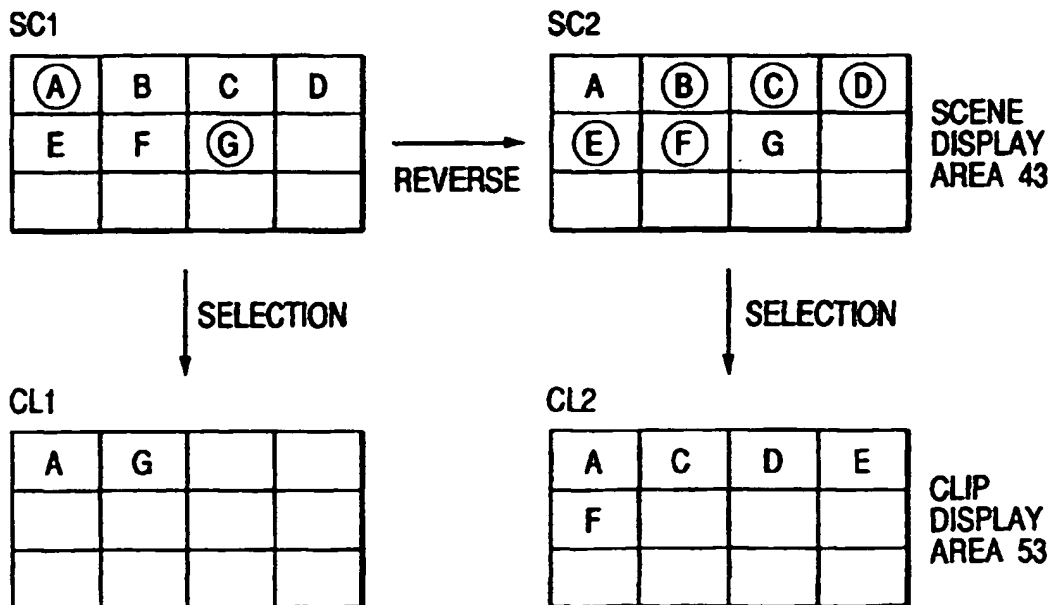 SC1
SC2
A B C D
E F G
A B C D
E F G
REVERSE
SCENE
DISPLAY
AREA 43
SELECTION
SELECTION
CL1
CL2
A G
A C D E
F
CLIP
DISPLAY
AREA 53